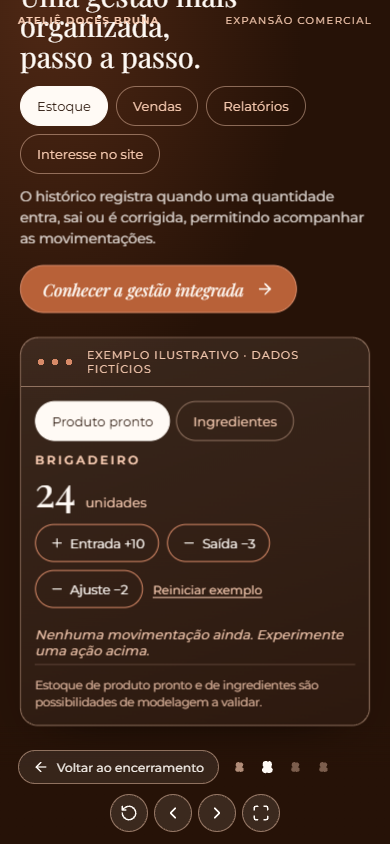 Uma gestão mais
ATELIÊ DOCES BRUNA
EXPANSÃO COMERCIAL
organizada,
passo a passo.
Estoque
Vendas
Relatórios
Interesse no site
O histórico registra quando uma quantidade
entra, sai ou é corrigida, permitindo acompanhar
as movimentações.
Conhecer a gestão integrada →
EXEMPLO ILUSTRATIVO · DADOS
FICTÍCIOS
Produto pronto
Ingredientes
BRIGADEIRO
24 unidades
+ Entrada +10
− Saída −3
− Ajuste −2
Reiniciar exemplo
Nenhuma movimentação ainda. Experimente
uma ação acima.
Estoque de produto pronto e de ingredientes são
possibilidades de modelagem a validar.
← Voltar ao encerramento